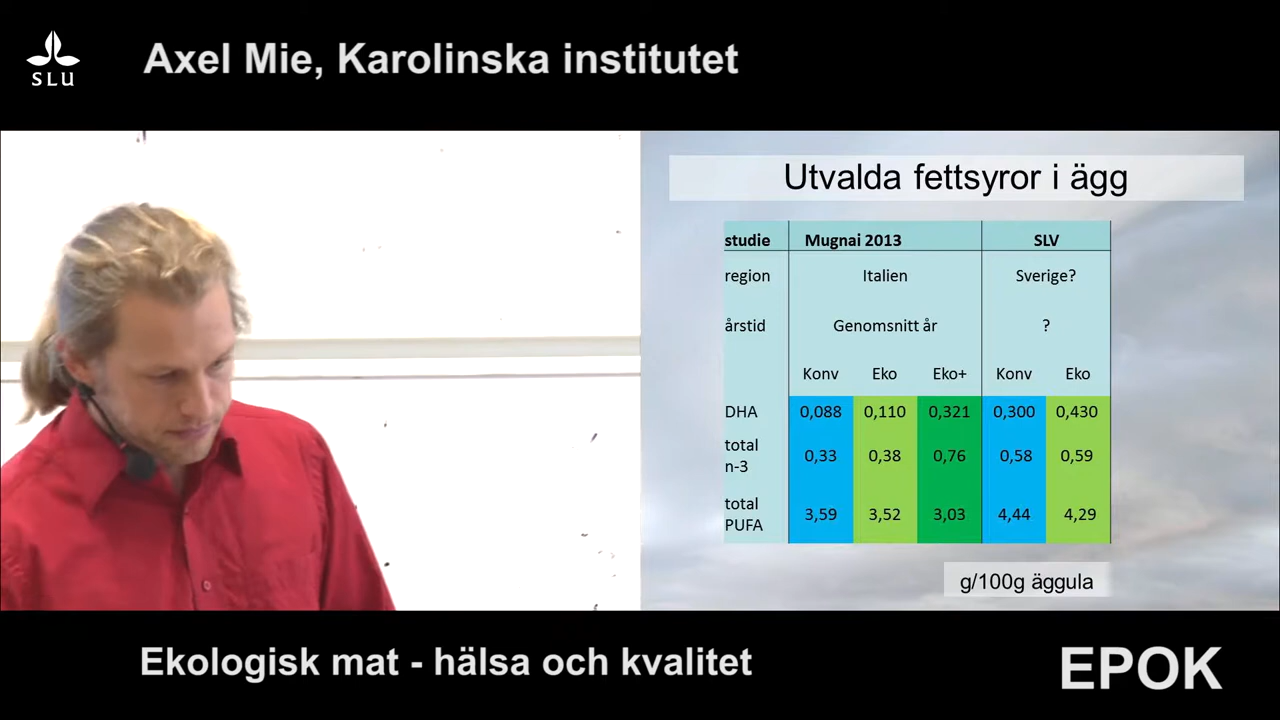 SLU
Axel Mie, Karolinska institutet
Utvalda fettsyror i ägg
studie Mugnai 2013 SLV
region Italien Sverige?
årstid Genomsnitt år ?
Konv Eko Eko+ Konv Eko
DHA 0,088 0,110 0,321 0,300 0,430
total
n-3 0,33 0,38 0,76 0,58 0,59
total
PUFA 3,59 3,52 3,03 4,44 4,29
g/100g äggula
Ekologisk mat - hälsa och kvalitet
EPOK